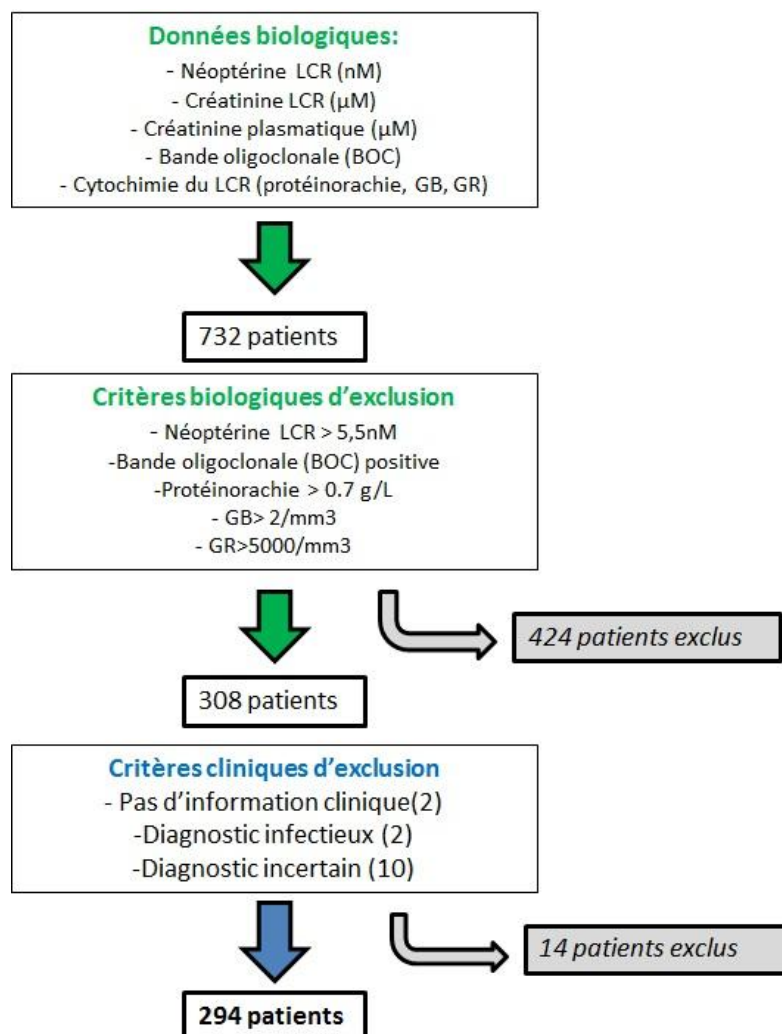 Données biologiques:
- Néoptérine LCR (nM)
- Créatinine LCR (µM)
- Créatinine plasmatique (µM)
- Bande oligoclonale (BOC)
- Cytochimie du LCR (protéinorachie, GB, GR)
732 patients
Critères biologiques d'exclusion
- Néoptérine LCR > 5,5nM
-Bande oligoclonale (BOC) positive
-Protéinorachie > 0.7 g/L
- GB> 2/mm3
- GR>5000/mm3
424 patients exclus
308 patients
Critères cliniques d'exclusion
- Pas d'information clinique(2)
-Diagnostic infectieux (2)
-Diagnostic incertain (10)
14 patients exclus
294 patients